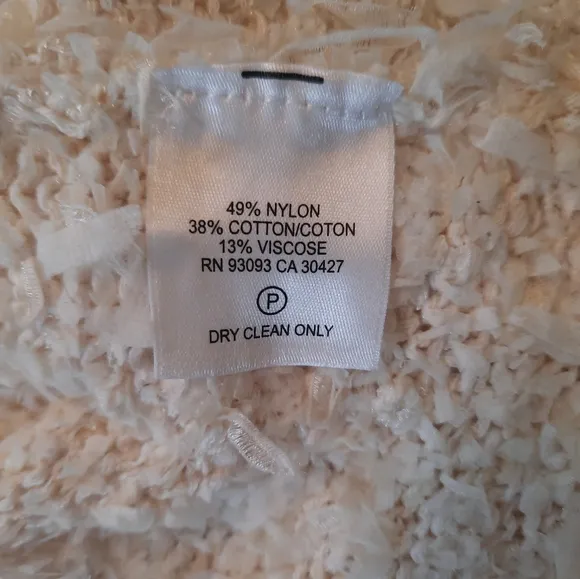 49% NYLON
38% COTTON/COTON
13% VISCOSE
RN 93093 CA 30427
P
DRY CLEAN ONLY